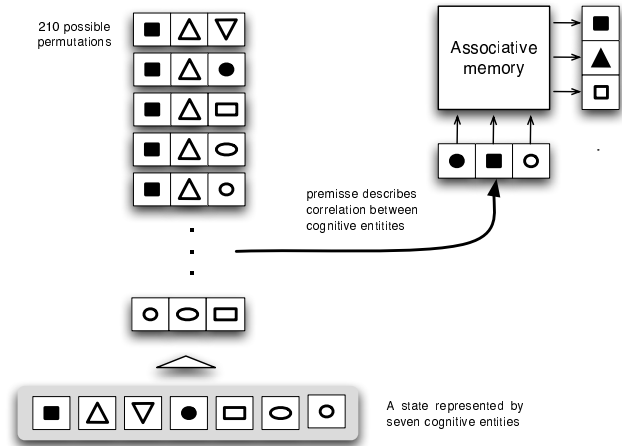 210 possible
permutations
Associative
memory
premisse describes
correlation between
cognitive entitites
A state represented by
seven cognitive entities